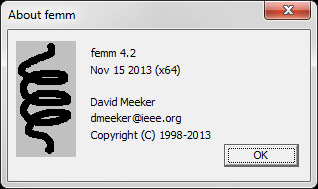 About femm
femm 4.2
Nov 15 2013 (x64)
David Meeker
dmeeker@ieee.org
Copyright (C) 1998-2013
OK